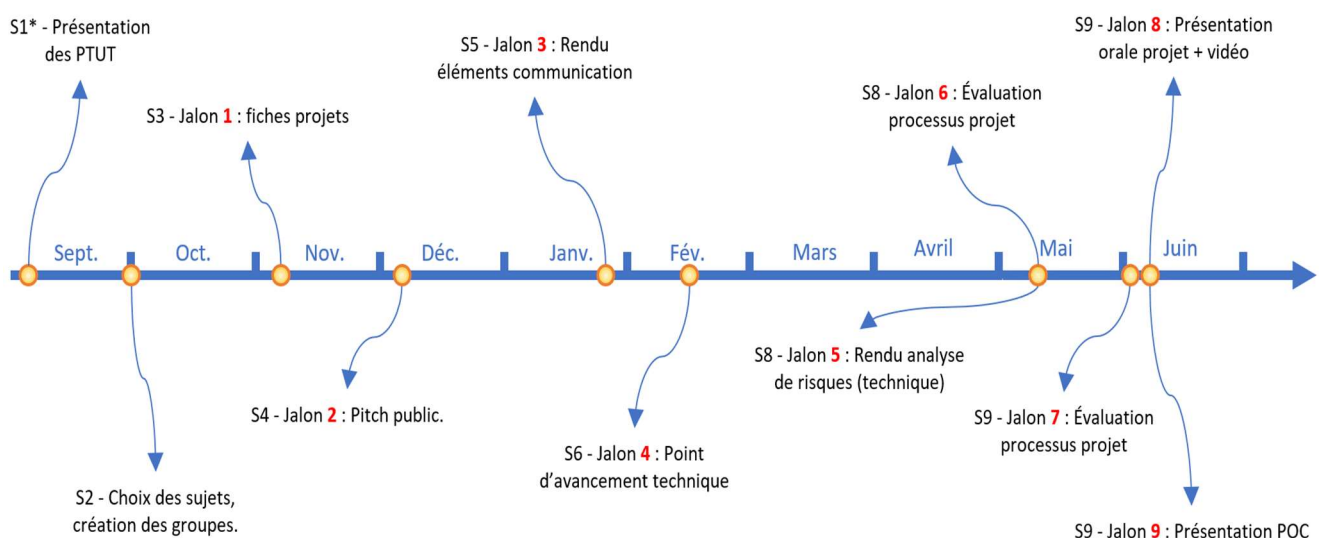 S1* - Présentation
des PTUT
S3 - Jalon 1 : fiches projets
S5 - Jalon 3 : Rendu
éléments communication
S8 - Jalon 6 : Évaluation
processus projet
S9 - Jalon 8 : Présentation
orale projet + vidéo
Sept.
Oct.
Nov.
Déc.
Janv.
Fév.
Mars
Avril
Mai
Juin
S2 - Choix des sujets,
création des groupes.
S4 - Jalon 2 : Pitch public.
S6 - Jalon 4 : Point
d’avancement technique
S8 - Jalon 5 : Rendu analyse
de risques (technique)
S9 - Jalon 7 : Évaluation
processus projet
S9 - Jalon 9 : Présentation POC